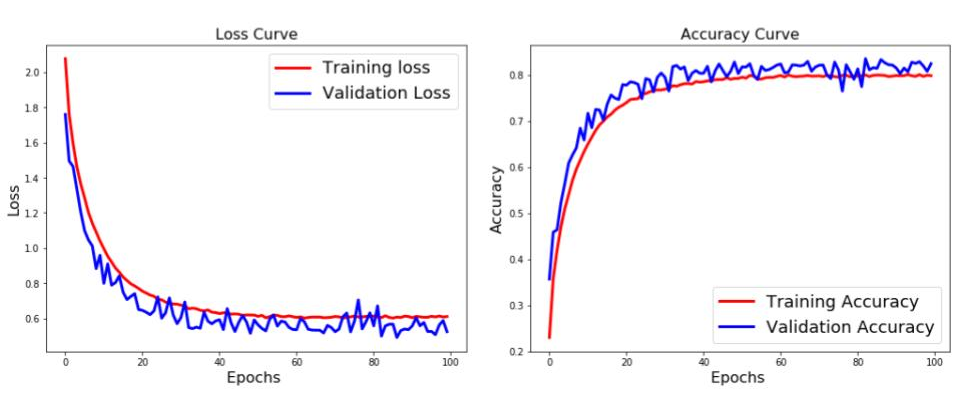 Loss Curve
Loss
2.0
1.8
1.6
1.4
1.2
1.0
0.8
0.6
Training loss
Validation Loss
0 20 40 60 80 100
Epochs
Accuracy Curve
Accuracy
0.8
0.7
0.6
0.5
0.4
0.3
0.2
Training Accuracy
Validation Accuracy
0 20 40 60 80 100
Epochs